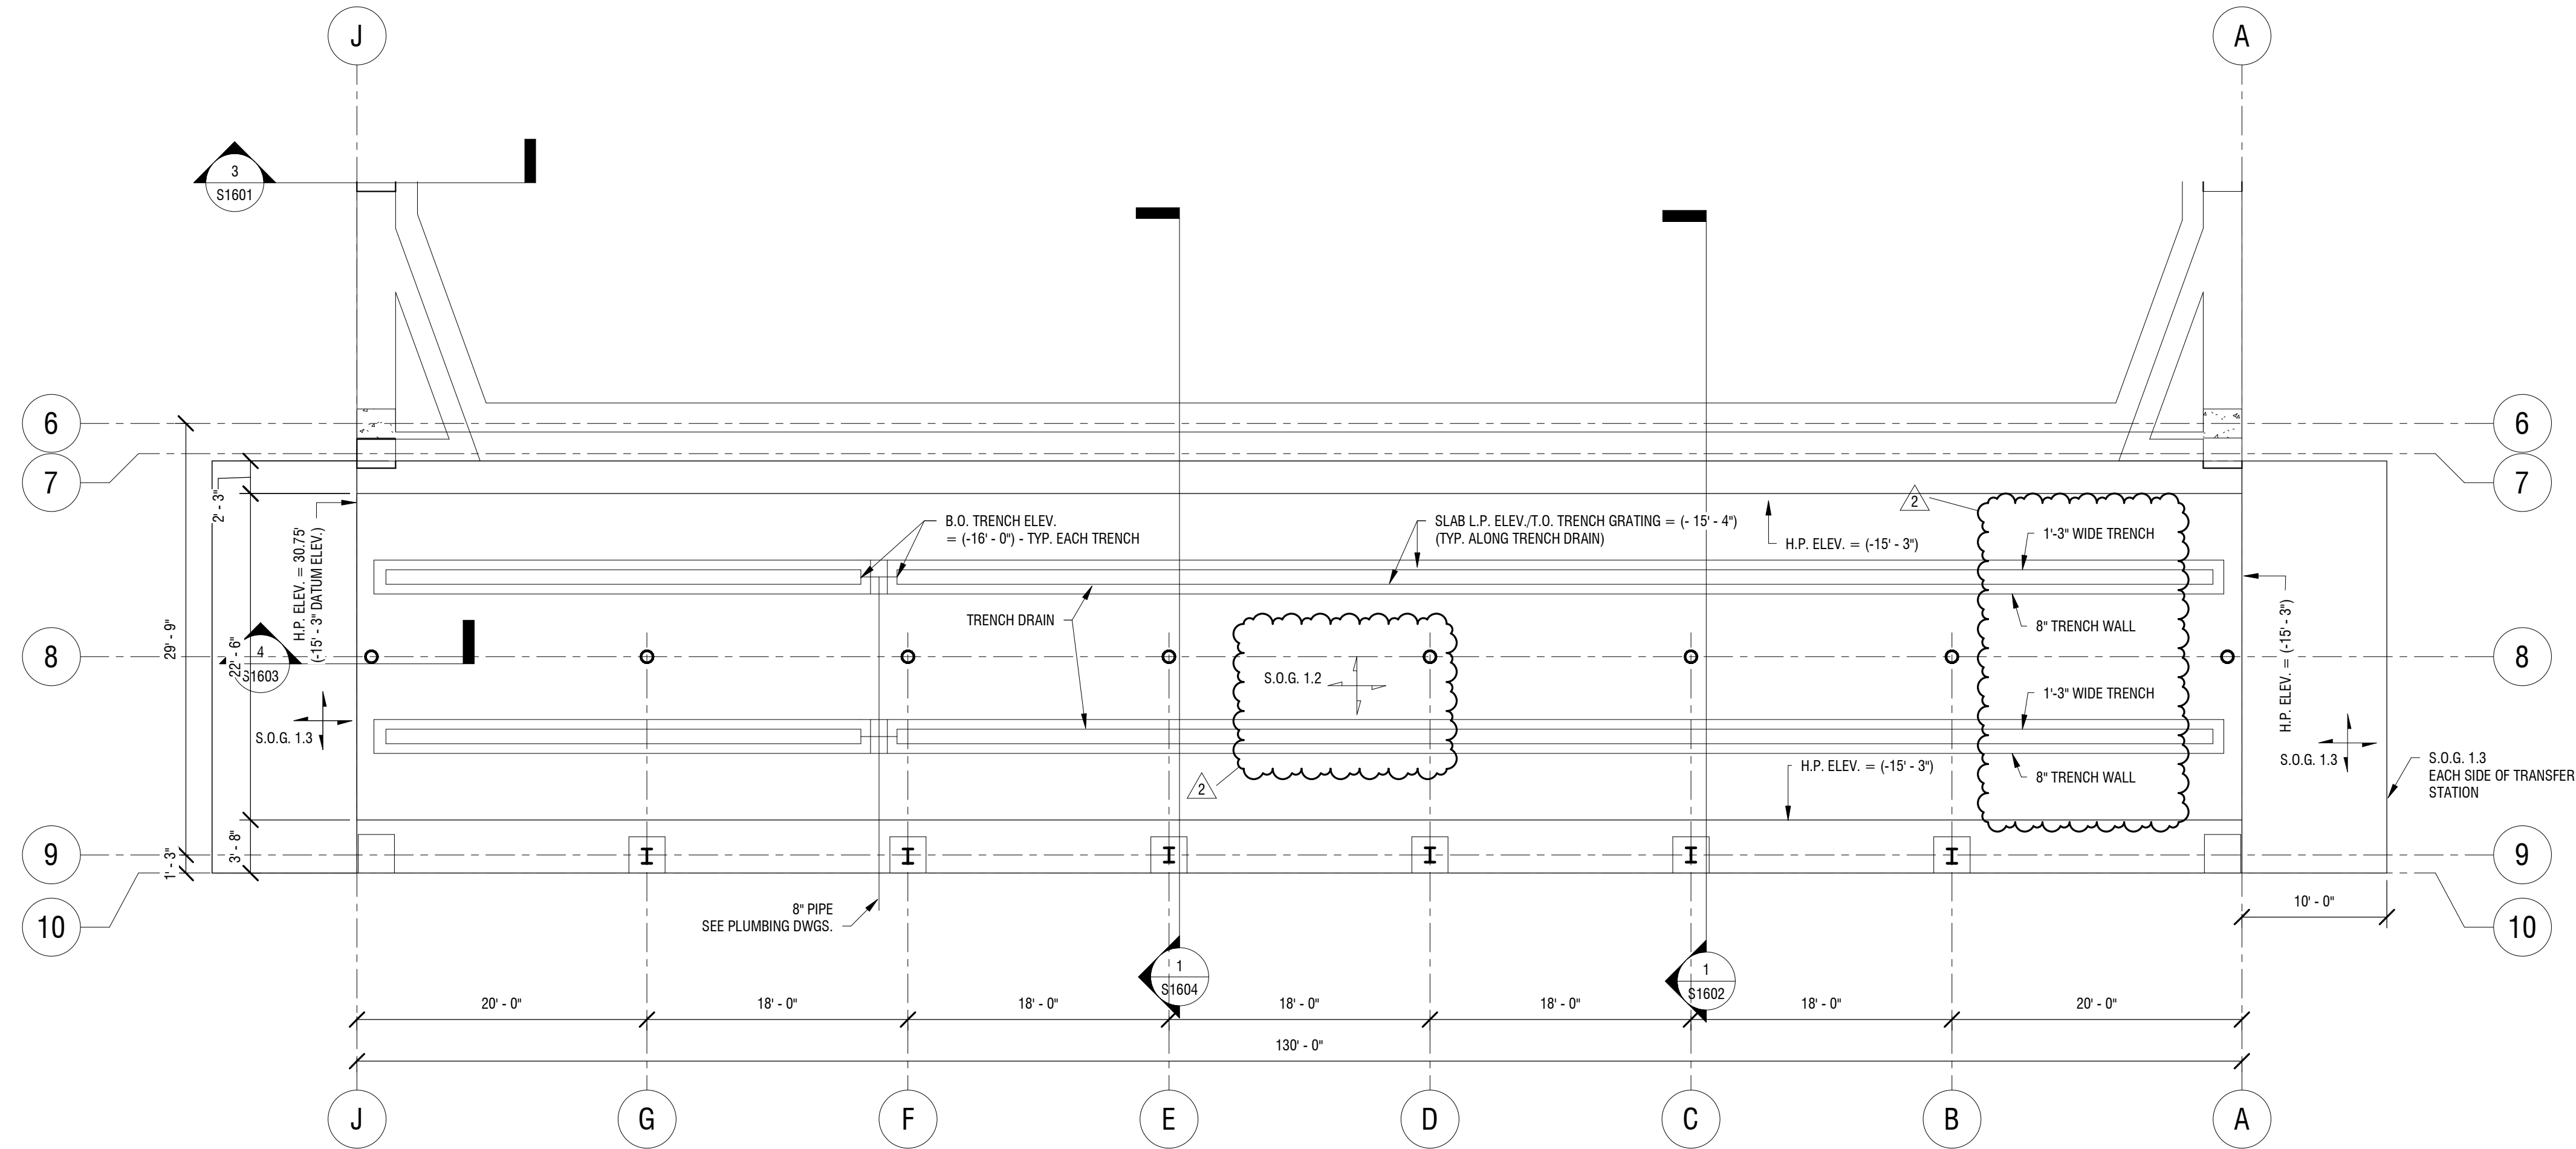 J
A
3
S1601
6
6
7
7
2' - 3"
H.P. ELEV. = 30.75'
(-15' - 3" DATUM ELEV.)
B.O. TRENCH ELEV.
= (-16' - 0") - TYP. EACH TRENCH
SLAB L.P. ELEV./T.O. TRENCH GRATING = (- 15' - 4")
(TYP. ALONG TRENCH DRAIN)
H.P. ELEV. = (-15' - 3")
2
1'-3" WIDE TRENCH
TRENCH DRAIN
8" TRENCH WALL
H.P. ELEV. = (-15' - 3")
29' - 9"
22' - 6"
8
4
S1603
8
S.O.G. 1.2
1'-3" WIDE TRENCH
S.O.G. 1.3
H.P. ELEV. = (-15' - 3")
8" TRENCH WALL
2
S.O.G. 1.3
S.O.G. 1.3
EACH SIDE OF TRANSFER
STATION
9
1' - 3"
3' - 8"
9
10
8" PIPE
SEE PLUMBING DWGS.
10' - 0"
10
1
S1604
1
S1602
20' - 0"
18' - 0"
18' - 0"
18' - 0"
18' - 0"
18' - 0"
20' - 0"
130' - 0"
J
G
F
E
D
C
B
A